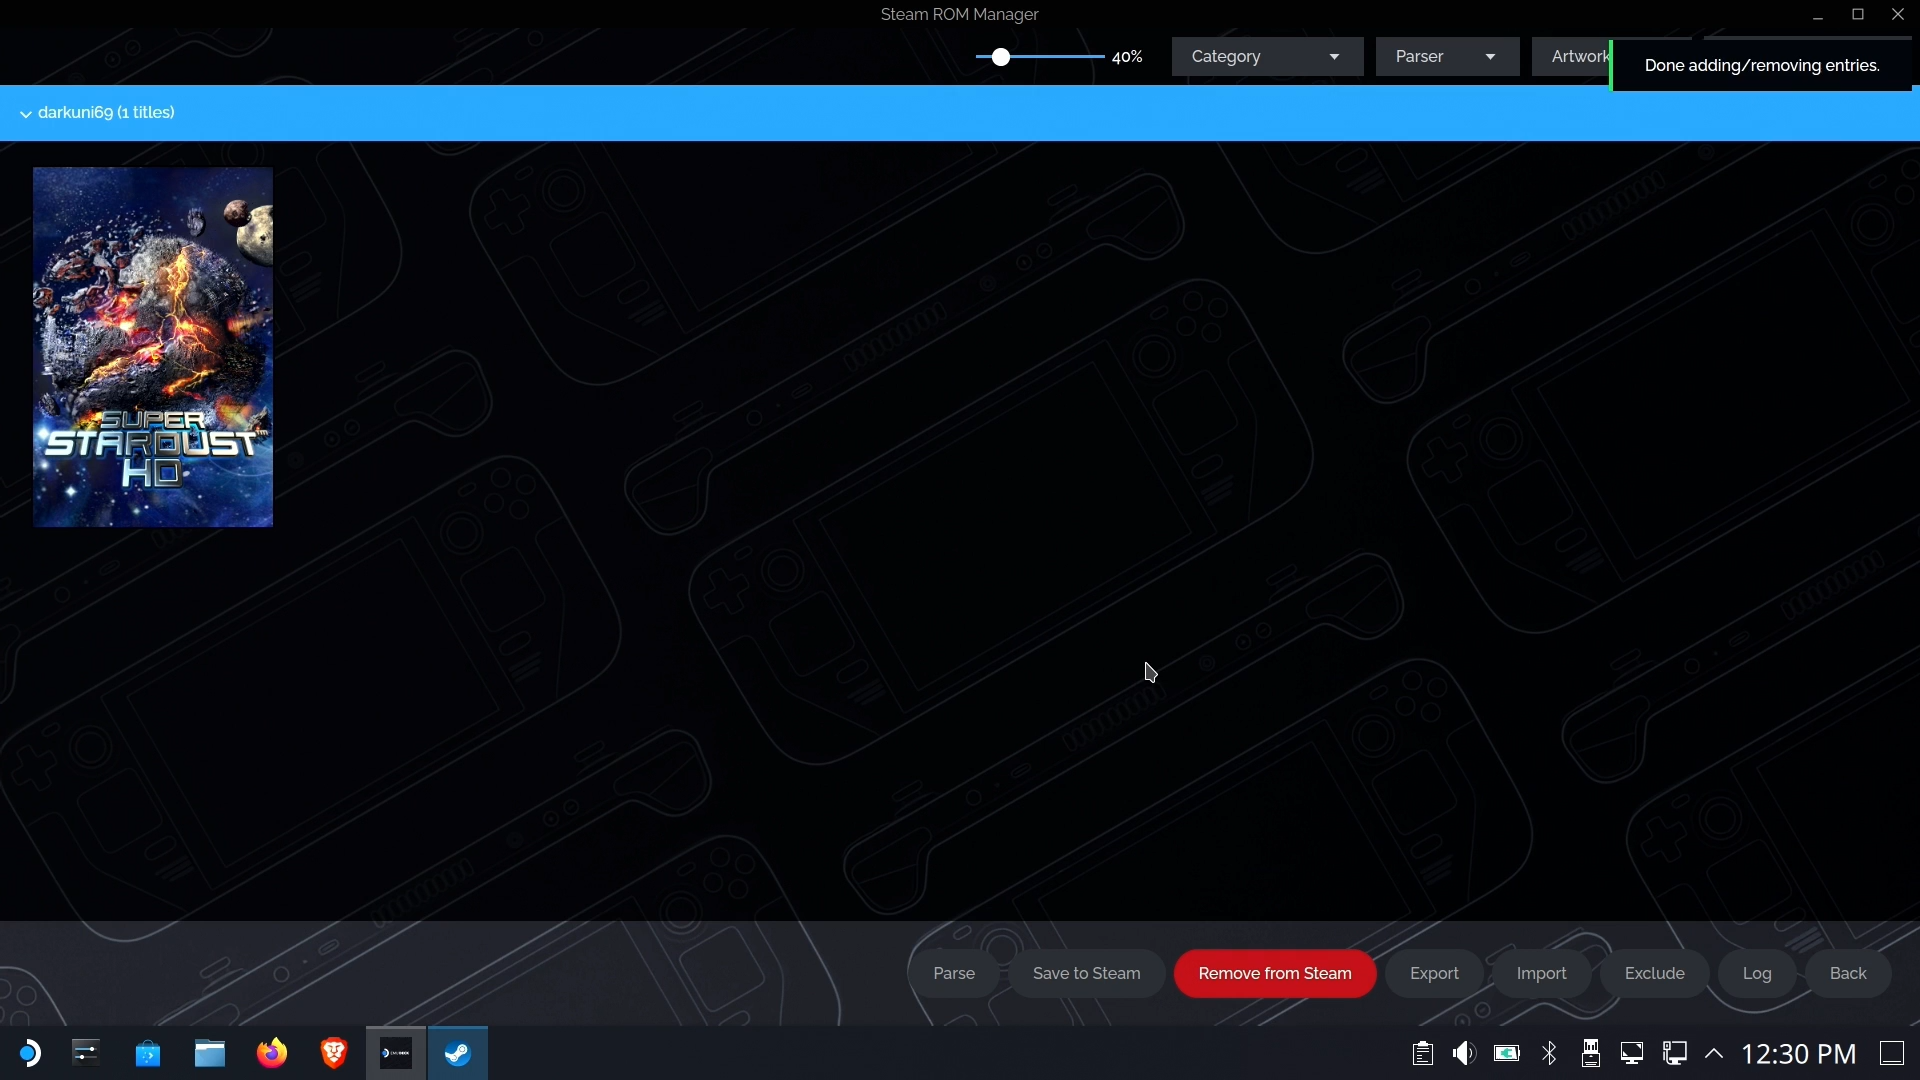 Steam ROM Manager
40%
Category
Parser
Artwork
Done adding/removing entries.
darkuni69 (1 titles)
SUPER
STARDUST
HD
Parse
Save to Steam
Remove from Steam
Export
Import
Exclude
Log
Back
EMUDECK
12:30 PM